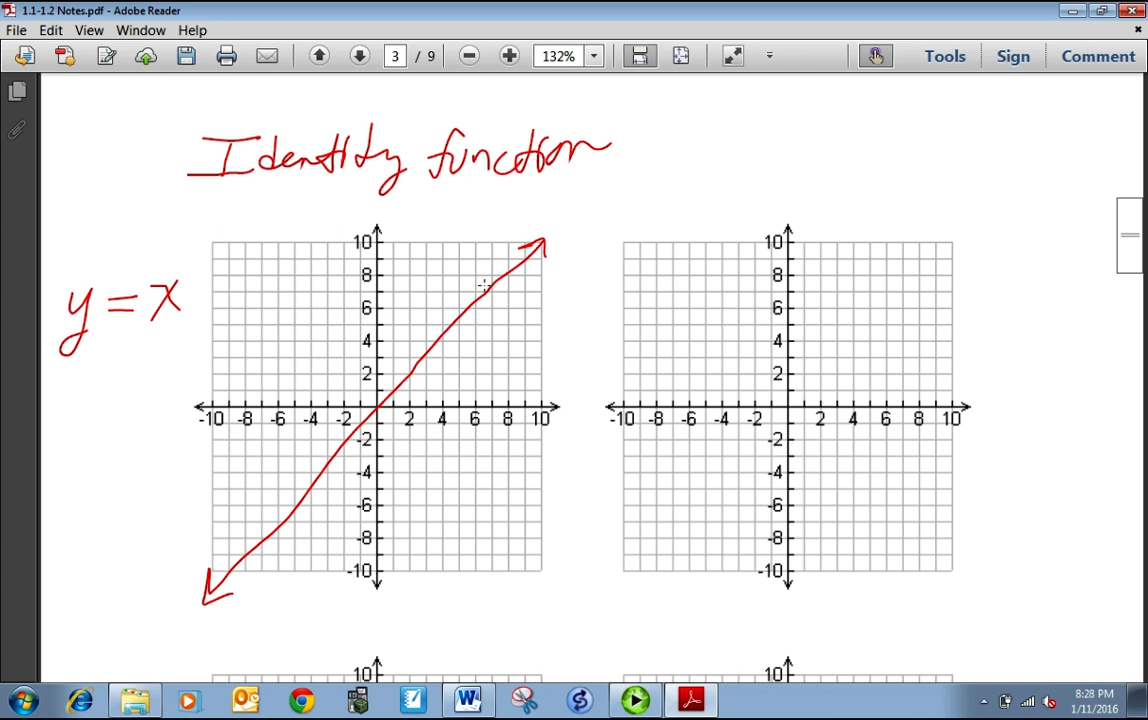 1.1-1.2 Notes.pdf - Adobe Reader
File Edit View Window Help
3 / 9 132% Tools Sign Comment
Identity function
y = x
10 10
8 8
6 6
4 4
2 2
-10 -8 -6 -4 -2 2 4 6 8 10 -10 -8 -6 -4 -2 2 4 6 8 10
-2 -2
-4 -4
-6 -6
-8 -8
-10 -10
10 10
8:28 PM
1/11/2016